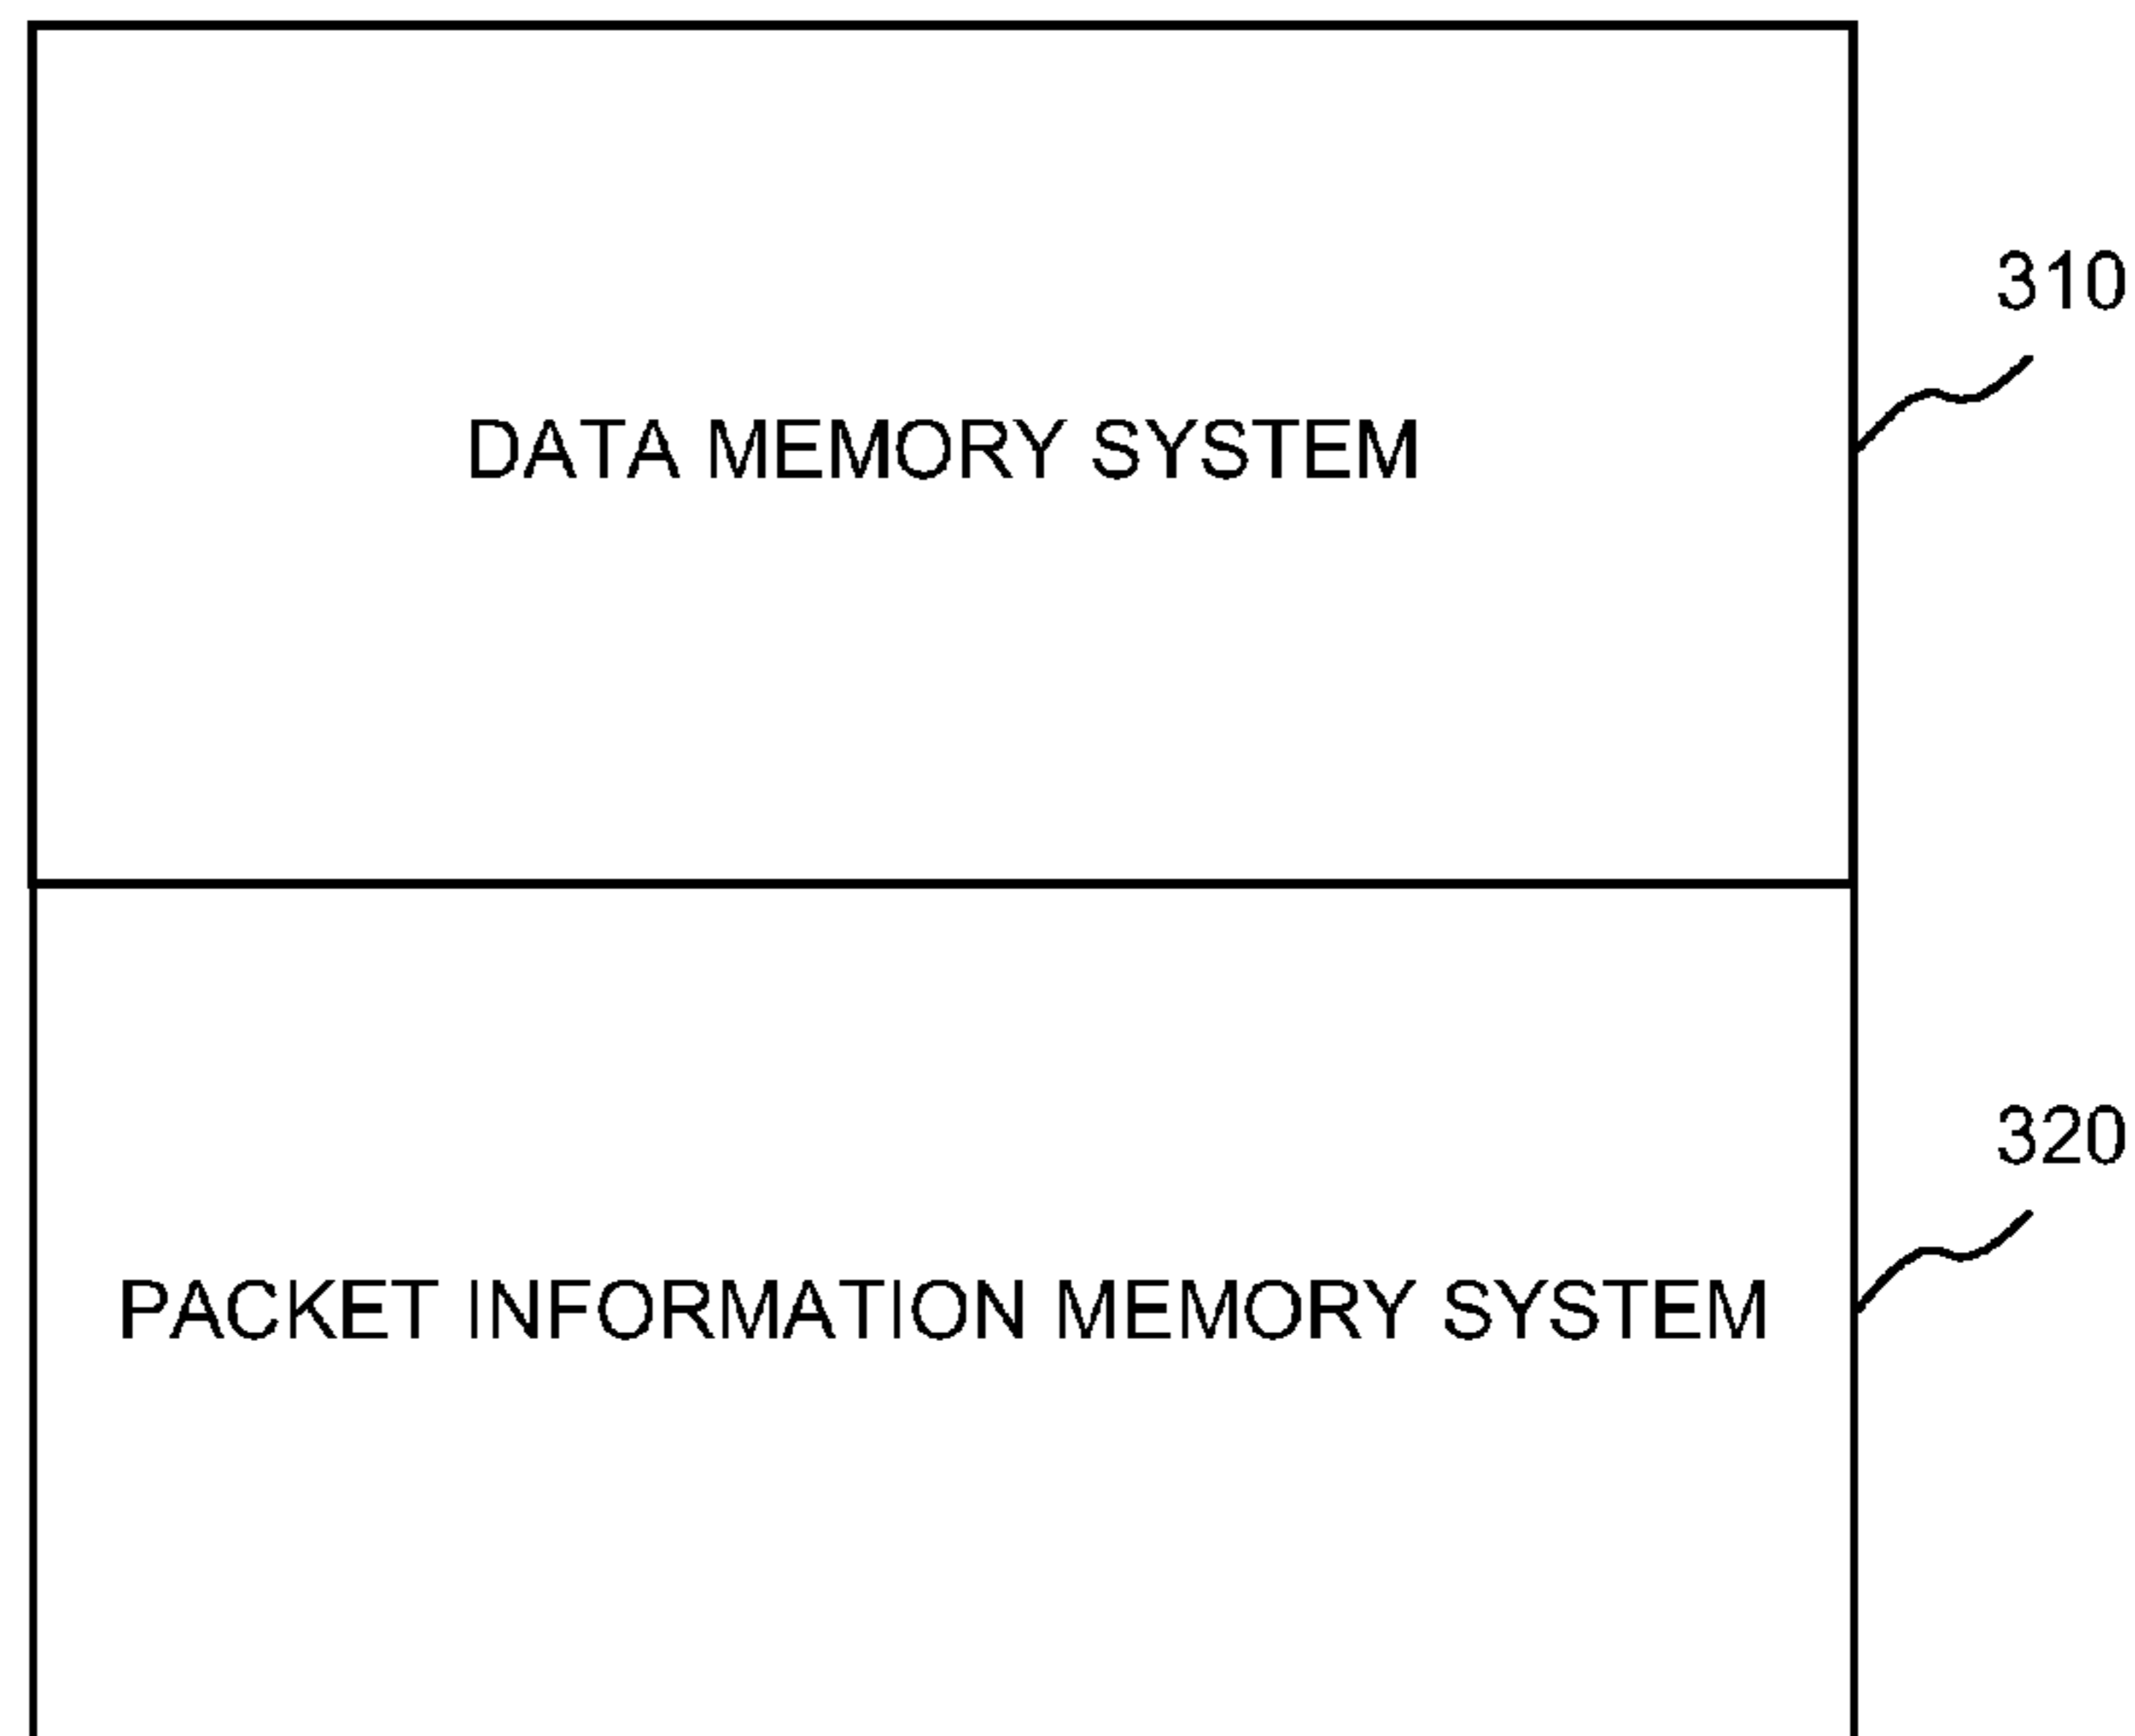 310
DATA MEMORY SYSTEM
320
PACKET INFORMATION MEMORY SYSTEM